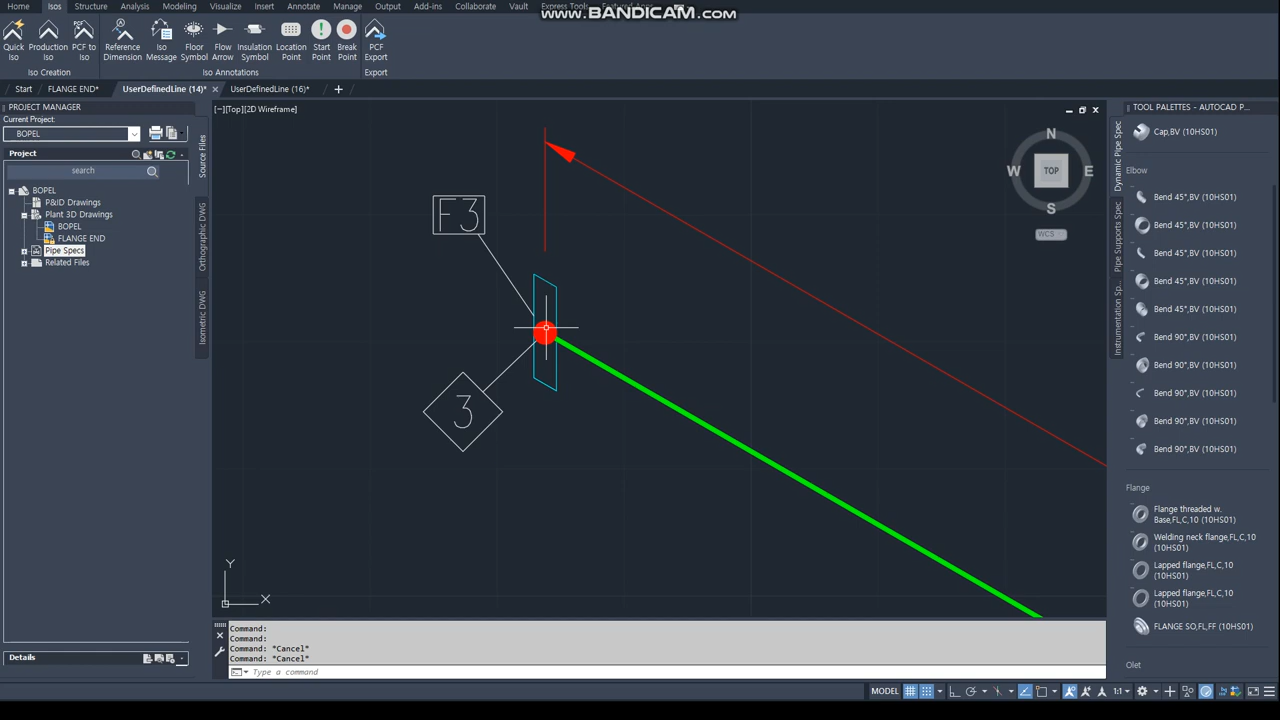 www.BANDICAM.com
Home Isos Structure Analysis Modeling Visualize Insert Annotate Manage Output Add-ins Collaborate Vault Express Tools Featured Apps
Quick Iso
Production Iso
PCF to Iso
Reference Dimension
Iso Message
Floor Symbol
Flow Arrow
Insulation Symbol
Location Point
Start Point
Break Point
PCF Export
Iso Creation
Iso Annotations
Export
Start FLANGE END* UserDefinedLine (14)* UserDefinedLine (16)*
PROJECT MANAGER
Current Project:
BOPEL
Project
search
BOPEL
P&ID Drawings
Plant 3D Drawings
BOPEL
FLANGE END
Pipe Specs
Related Files
Details
Source Files
Orthographic DWG
Isometric DWG
[−][Top][2D Wireframe]
F3
3
N
W TOP E
S
WCS
Y
X
Command:
Command:
Command: *Cancel*
Command: *Cancel*
Type a command
TOOL PALETTES - AUTOCAD P...
Dynamic Pipe Spec
Pipe Supports Spec
Instrumentation Sp...
Cap,BV (10HS01)
Elbow
Bend 45°,BV (10HS01)
Bend 45°,BV (10HS01)
Bend 45°,BV (10HS01)
Bend 45°,BV (10HS01)
Bend 45°,BV (10HS01)
Bend 90°,BV (10HS01)
Bend 90°,BV (10HS01)
Bend 90°,BV (10HS01)
Bend 90°,BV (10HS01)
Bend 90°,BV (10HS01)
Flange
Flange threaded w.
Base,FL,C,10 (10HS01)
Welding neck flange,FL,C,10
(10HS01)
Lapped flange,FL,C,10
(10HS01)
Lapped flange,FL,C,10
(10HS01)
FLANGE SO,FL,FF (10HS01)
Olet
MODEL 1:1